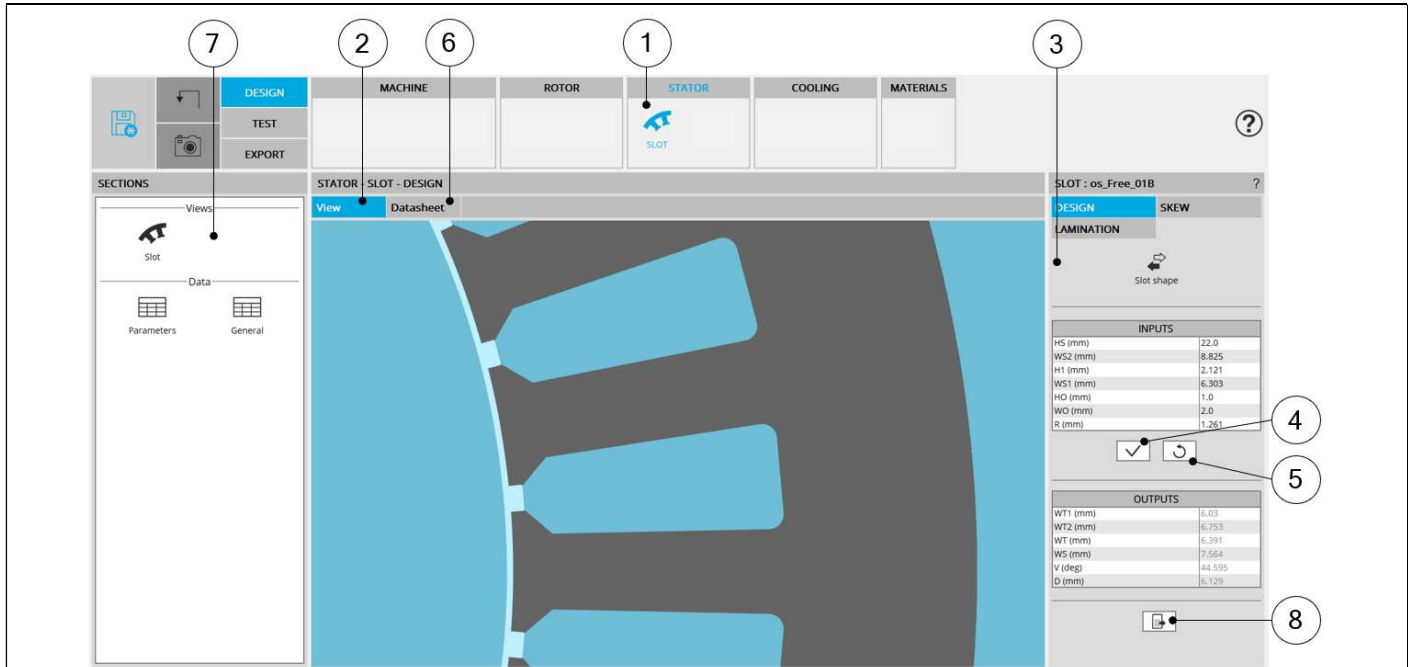 7
2
6
1
3
DESIGN
TEST
EXPORT
MACHINE
ROTOR
STATOR
SLOT
COOLING
MATERIALS
?
SECTIONS
Views
Slot
Data
Parameters
General
STATOR - SLOT - DESIGN
View
Datasheet
SLOT : os_Free_01B
?
DESIGN
SKEW
LAMINATION
Slot shape
INPUTS
HS (mm) 22.0
WS2 (mm) 8.825
H1 (mm) 2.121
WS1 (mm) 6.303
HO (mm) 1.0
WO (mm) 2.0
R (mm) 1.261
4
5
OUTPUTS
WT1 (mm) 6.03
WT2 (mm) 6.753
WT (mm) 6.391
WS (mm) 7.564
V (deg) 44.595
D (mm) 6.129
8